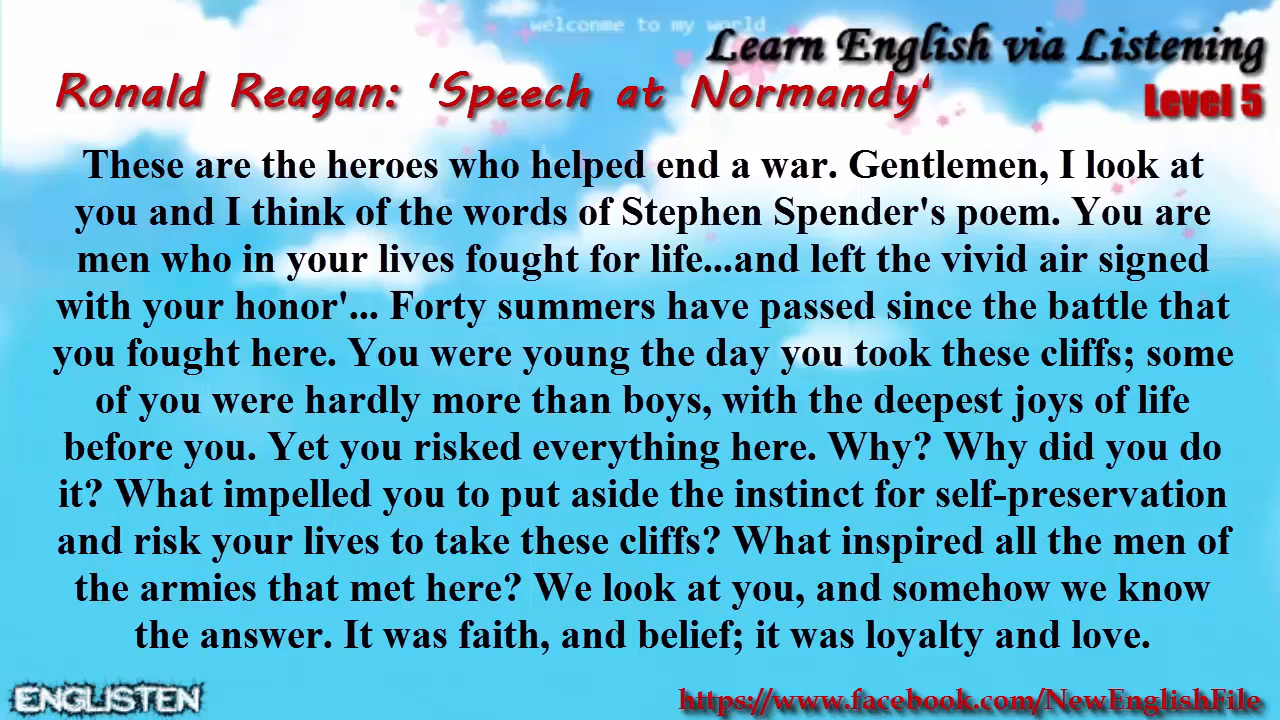 welconme to my world
Learn English via Listening
Ronald Reagan: 'Speech at Normandy'
Level 5
These are the heroes who helped end a war. Gentlemen, I look at
you and I think of the words of Stephen Spender's poem. You are
men who in your lives fought for life...and left the vivid air signed
with your honor'... Forty summers have passed since the battle that
you fought here. You were young the day you took these cliffs; some
of you were hardly more than boys, with the deepest joys of life
before you. Yet you risked everything here. Why? Why did you do
it? What impelled you to put aside the instinct for self-preservation
and risk your lives to take these cliffs? What inspired all the men of
the armies that met here? We look at you, and somehow we know
the answer. It was faith, and belief; it was loyalty and love.
ENGLISTEN
https://www.facebook.com/NewEnglishFile